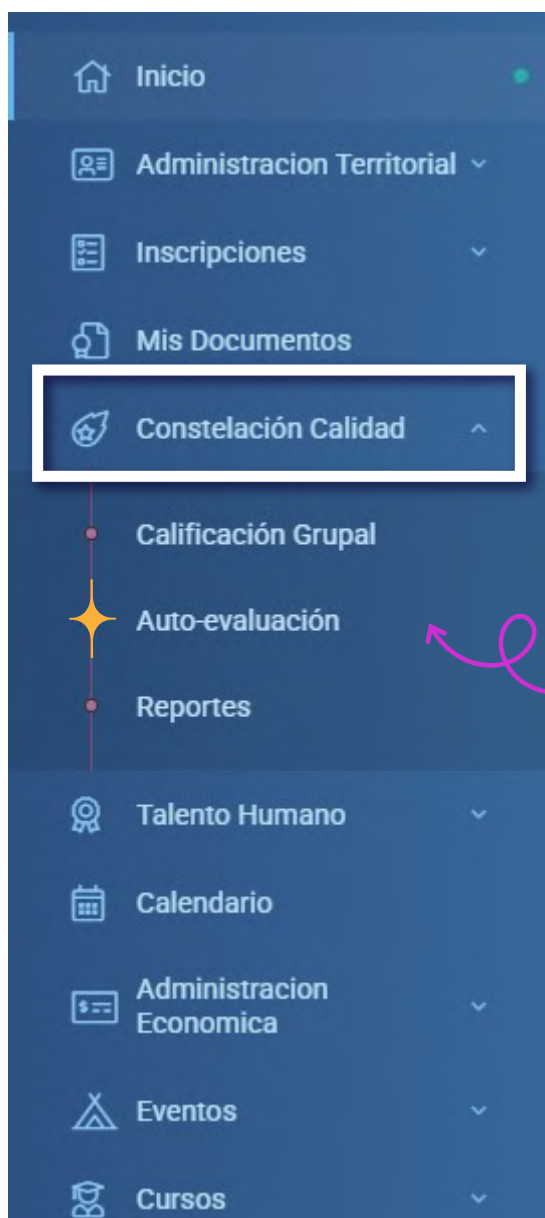 Inicio
Administracion Territorial
Inscripciones
Mis Documentos
Constelación Calidad
Calificación Grupal
Auto-evaluación
Reportes
Talento Humano
Calendario
Administracion
Economica
Eventos
Cursos